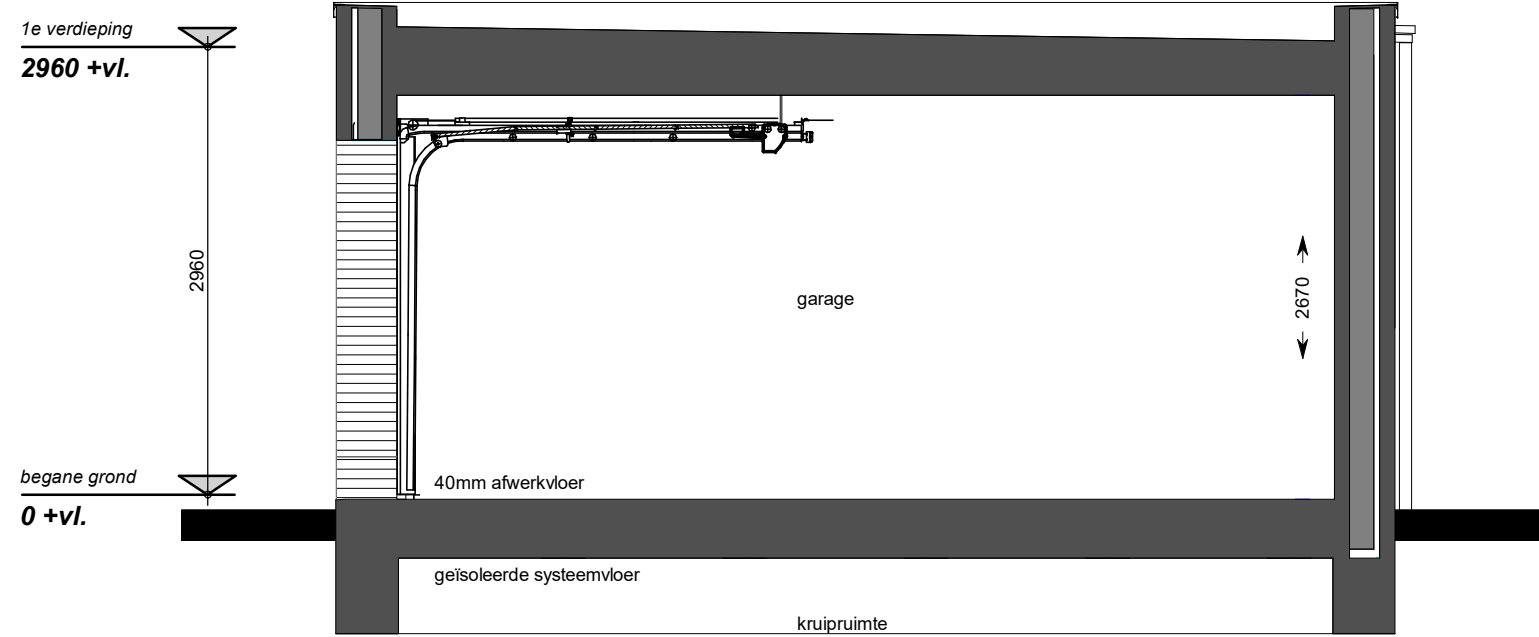 1e verdieping
2960 +vl.
2960
garage
2670
begane grond
0 +vl.
40mm afwerkvloer
geïsoleerde systeemvloer
kruipruimte